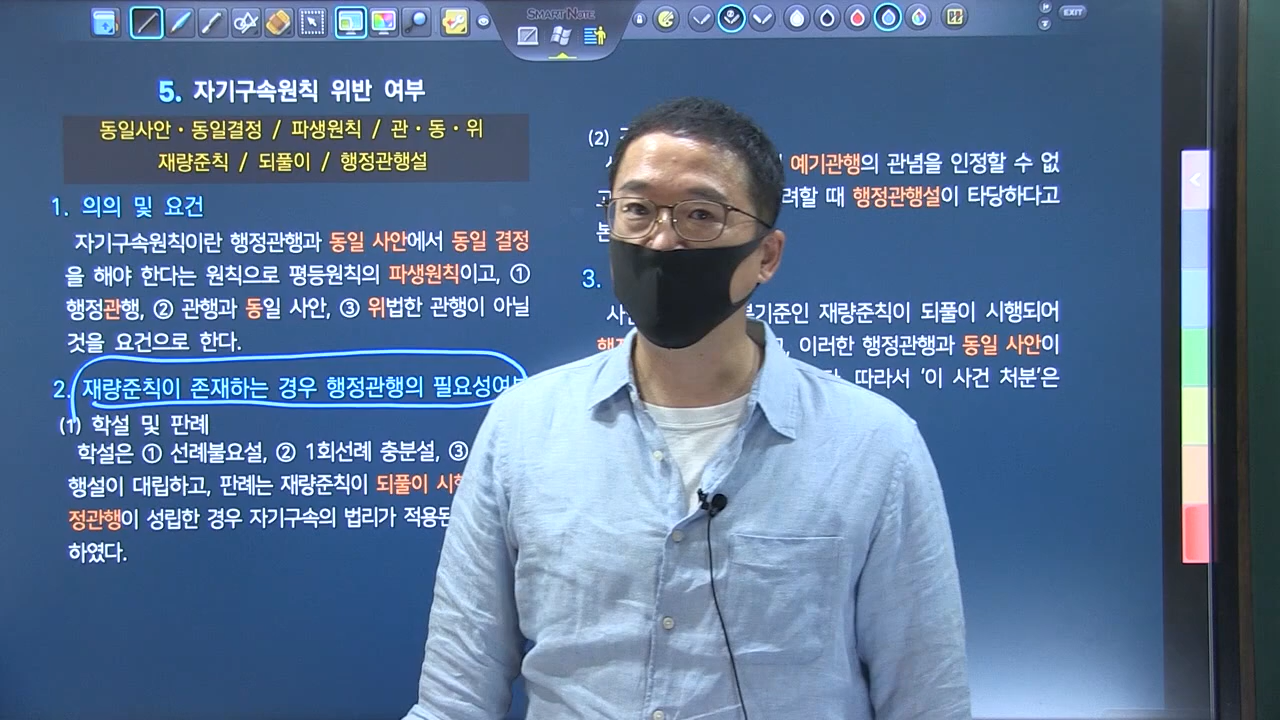 SMART NOTE
EXIT
5. 자기구속원칙 위반 여부
동일사안·동일결정 / 파생원칙 / 관·동·위
재량준칙 / 되풀이 / 행정관행설
1. 의의 및 요건
자기구속원칙이란 행정관행과 동일 사안에서 동일 결정
을 해야 한다는 원칙으로 평등원칙의 파생원칙이고, ①
행정관행, ② 관행과 동일 사안, ③ 위법한 관행이 아닐
것을 요건으로 한다.
2. 재량준칙이 존재하는 경우 행정관행의 필요성여부
(1) 학설 및 판례
학설은 ① 선례불요설, ② 1회선례 충분설, ③
행설이 대립하고, 판례는 재량준칙이 되풀이
정관행이 성립한 경우 자기구속의 법리가 적용
하였다.
(2)
예기관행의 관념을 인정할 수 없
려할 때 행정관행설이 타당하다고
본
3.
기준인 재량준칙이 되풀이 시행되어
이러한 행정관행과 동일 사안이
따라서 '이 사건 처분'은